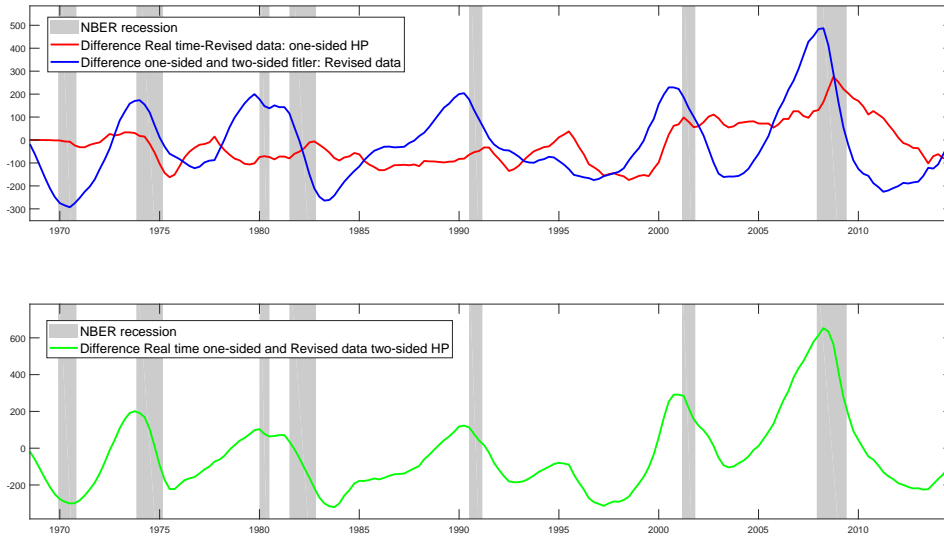 500
400
300
200
100
0
-100
-200
-300
NBER recession
Difference Real time-Revised data: one-sided HP
Difference one-sided and two-sided fitler: Revised data
1970 1975 1980 1985 1990 1995 2000 2005 2010
600
400
200
0
-200
NBER recession
Difference Real time one-sided and Revised data two-sided HP
1970 1975 1980 1985 1990 1995 2000 2005 2010